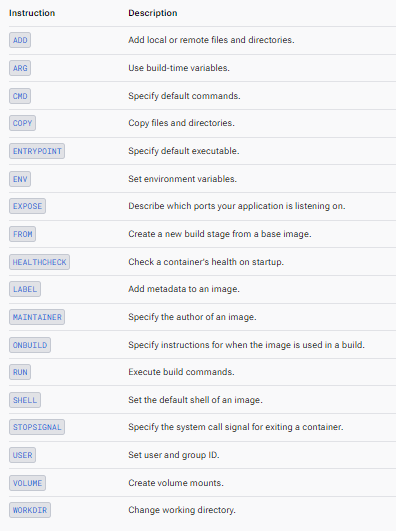 Instruction Description
ADD Add local or remote files and directories.
ARG Use build-time variables.
CMD Specify default commands.
COPY Copy files and directories.
ENTRYPOINT Specify default executable.
ENV Set environment variables.
EXPOSE Describe which ports your application is listening on.
FROM Create a new build stage from a base image.
HEALTHCHECK Check a container's health on startup.
LABEL Add metadata to an image.
MAINTAINER Specify the author of an image.
ONBUILD Specify instructions for when the image is used in a build.
RUN Execute build commands.
SHELL Set the default shell of an image.
STOPSIGNAL Specify the system call signal for exiting a container.
USER Set user and group ID.
VOLUME Create volume mounts.
WORKDIR Change working directory.